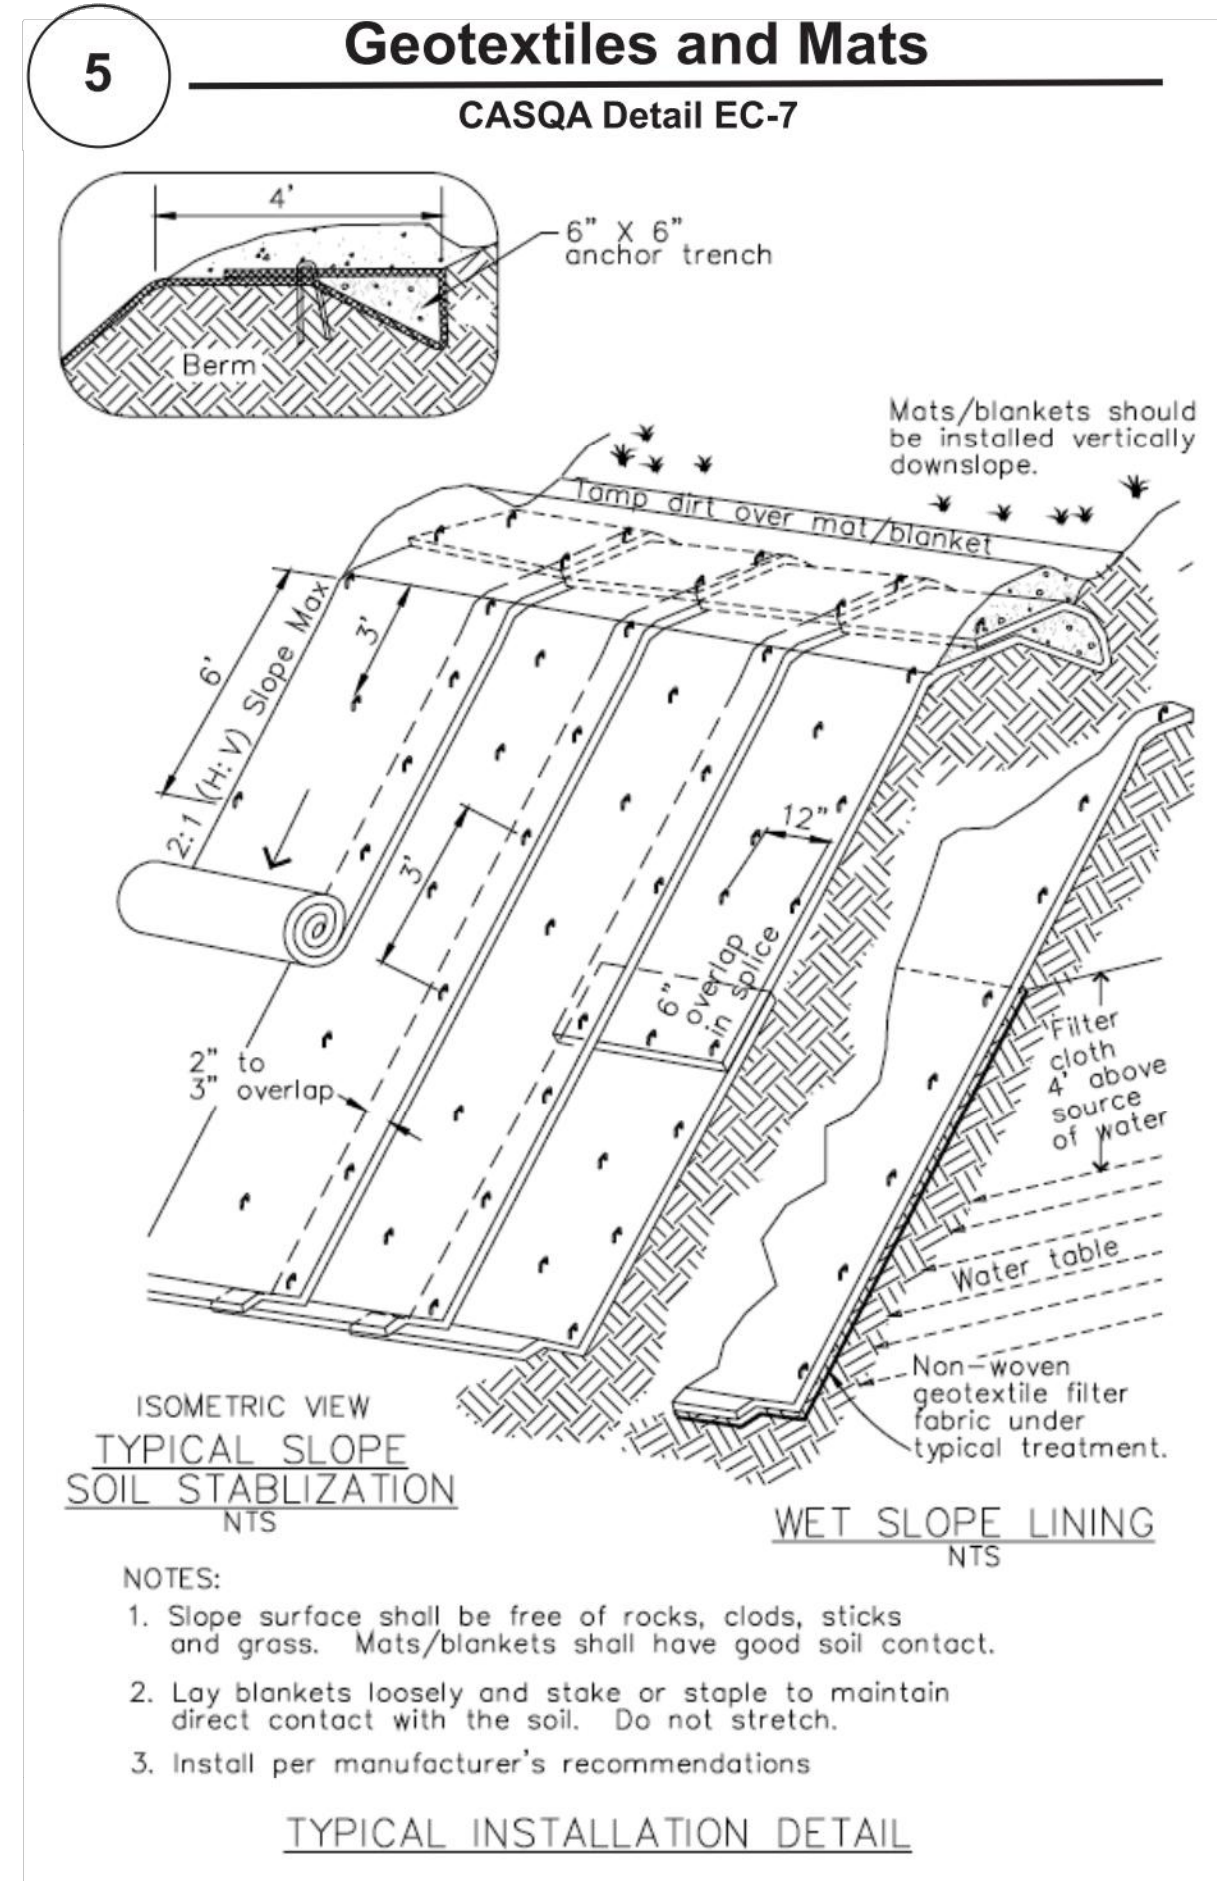 5
Geotextiles and Mats
CASQA Detail EC-7
4'
6" X 6"
anchor trench
Berm
Mats/blankets should
be installed vertically
downslope.
Tamp dirt over mat/blanket
6'
2:1 (H:V) Slope Max
3'
12"
3'
6"
overlap
in splice
2" to
3" overlap
Filter
cloth
4' above
source
of water
Water table
Non-woven
geotextile filter
fabric under
typical treatment.
ISOMETRIC VIEW
TYPICAL SLOPE
SOIL STABLIZATION
NTS
WET SLOPE LINING
NTS
NOTES:
1. Slope surface shall be free of rocks, clods, sticks
and grass. Mats/blankets shall have good soil contact.
2. Lay blankets loosely and stake or staple to maintain
direct contact with the soil. Do not stretch.
3. Install per manufacturer's recommendations
TYPICAL INSTALLATION DETAIL